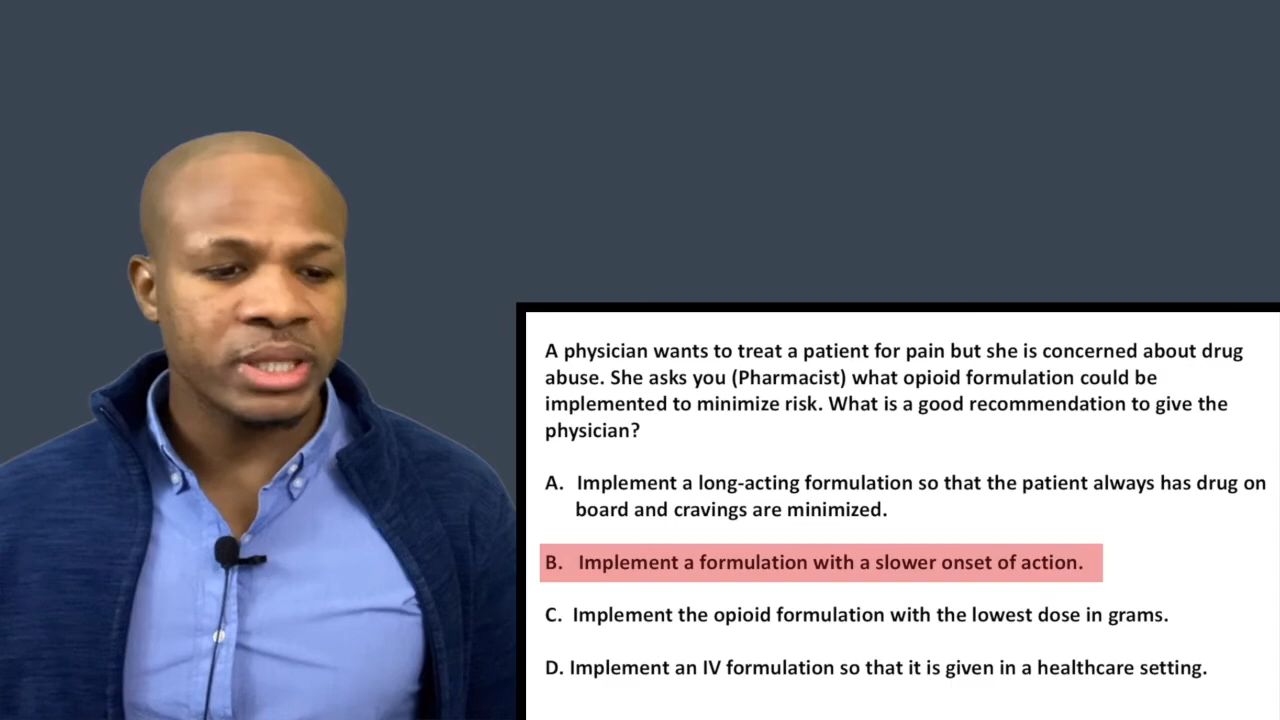 A physician wants to treat a patient for pain but she is concerned about drug
abuse. She asks you (Pharmacist) what opioid formulation could be
implemented to minimize risk. What is a good recommendation to give the
physician?
A. Implement a long-acting formulation so that the patient always has drug on
board and cravings are minimized.
B. Implement a formulation with a slower onset of action.
C. Implement the opioid formulation with the lowest dose in grams.
D. Implement an IV formulation so that it is given in a healthcare setting.